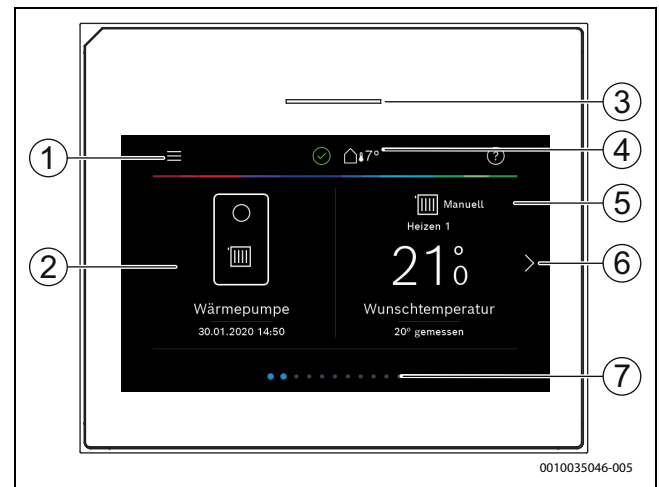 7°
?
Manuell
Heizen 1
21°0
Wärmepumpe
Wunschtemperatur
30.01.2020 14:50
20° gemessen
1
2
3
4
5
6
7
0010035046-005